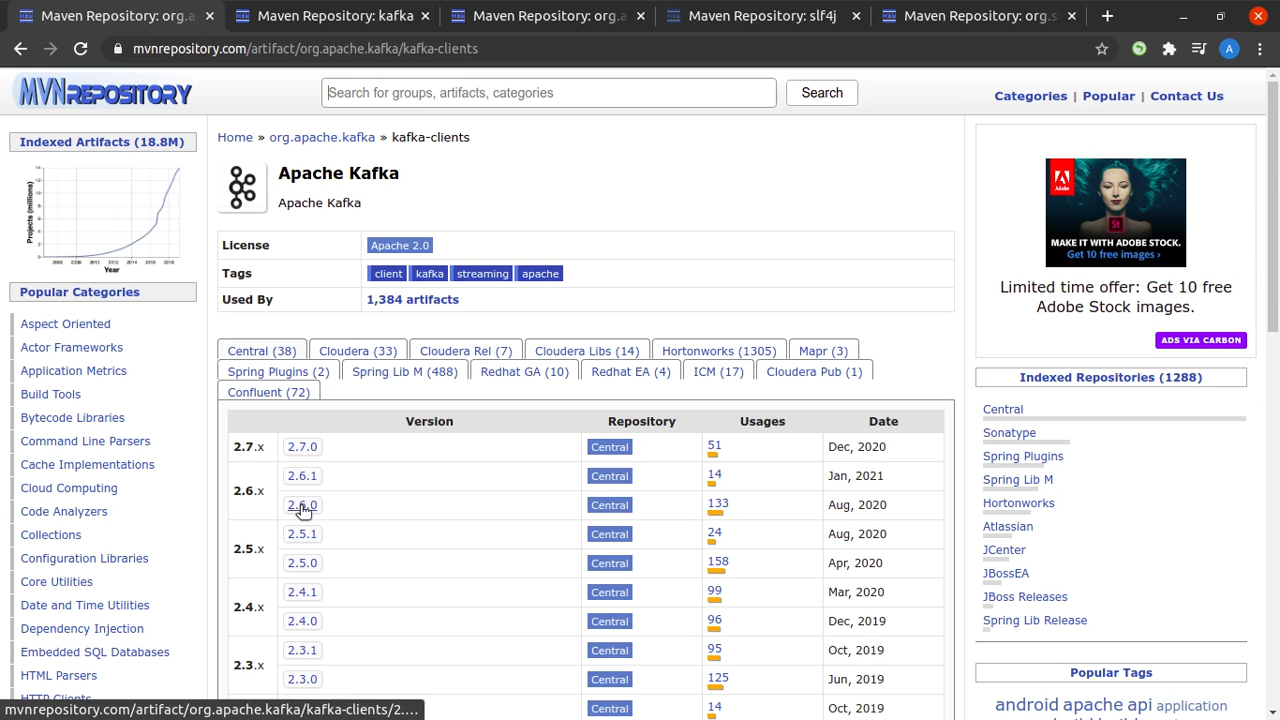 Maven Repository: org.a
Maven Repository: kafka
Maven Repository: org.a
Maven Repository: slf4j
Maven Repository: org.s
mvnrepository.com/artifact/org.apache.kafka/kafka-clients
A
MVNREPOSITORY
Search for groups, artifacts, categories
Search
Categories | Popular | Contact Us
Indexed Artifacts (18.8M)
Projects (millions)
Year
Popular Categories
Aspect Oriented
Actor Frameworks
Application Metrics
Build Tools
Bytecode Libraries
Command Line Parsers
Cache Implementations
Cloud Computing
Code Analyzers
Collections
Configuration Libraries
Core Utilities
Date and Time Utilities
Dependency Injection
Embedded SQL Databases
HTML Parsers
HTTP Clients
Home » org.apache.kafka » kafka-clients
Apache Kafka
Apache Kafka
License Apache 2.0
Tags client kafka streaming apache
Used By 1,384 artifacts
Central (38) Cloudera (33) Cloudera Rel (7) Cloudera Libs (14) Hortonworks (1305) Mapr (3)
Spring Plugins (2) Spring Lib M (488) Redhat GA (10) Redhat EA (4) ICM (17) Cloudera Pub (1)
Confluent (72)
Version Repository Usages Date
2.7.x 2.7.0 Central 51 Dec, 2020
2.6.1 Central 14 Jan, 2021
2.6.x
2.6.0 Central 133 Aug, 2020
2.5.1 Central 24 Aug, 2020
2.5.x
2.5.0 Central 158 Apr, 2020
2.4.1 Central 99 Mar, 2020
2.4.x
2.4.0 Central 96 Dec, 2019
2.3.1 Central 95 Oct, 2019
2.3.x
2.3.0 Central 125 Jun, 2019
Central 14 Oct, 2019
Adobe
St
MAKE IT WITH ADOBE STOCK.
Get 10 free images ›
Limited time offer: Get 10 free
Adobe Stock images.
ADS VIA CARBON
Indexed Repositories (1288)
Central
Sonatype
Spring Plugins
Spring Lib M
Hortonworks
Atlassian
JCenter
JBossEA
JBoss Releases
Spring Lib Release
Popular Tags
android apache api application
mvnrepository.com/artifact/org.apache.kafka/kafka-clients/2....